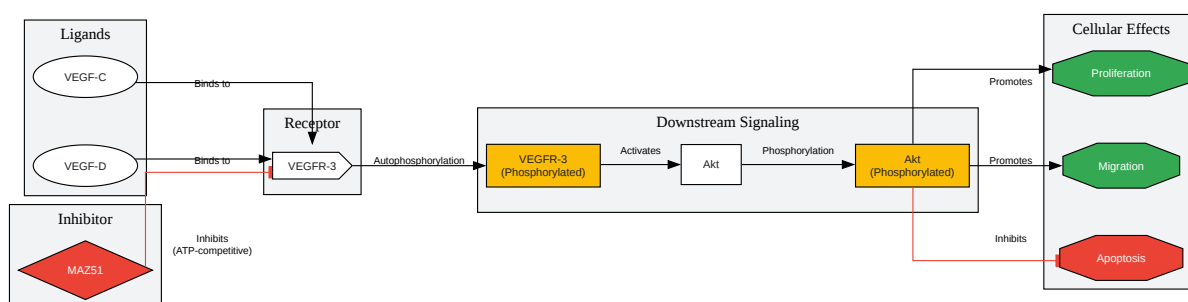 Ligands
VEGF-C
VEGF-D
Binds to
Binds to
Inhibitor
MAZ51
Inhibits
(ATP-competitive)
Receptor
VEGFR-3
Autophosphorylation
Downstream Signaling
VEGFR-3
(Phosphorylated)
Activates
Akt
Phosphorylation
Akt
(Phosphorylated)
Promotes
Promotes
Inhibits
Cellular Effects
Proliferation
Migration
Apoptosis